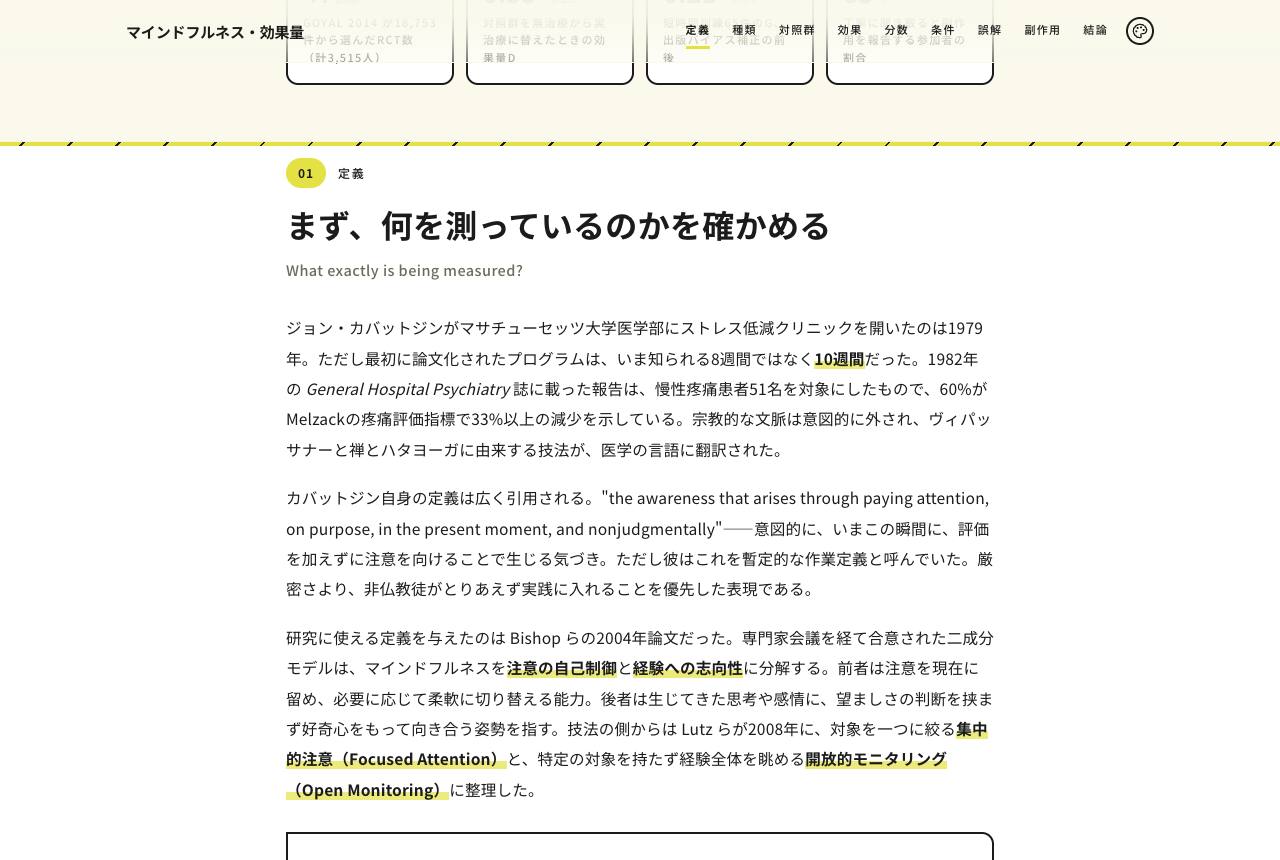 マインドフルネス・効果量
定義 種類 対照群 効果 分数 条件 誤解 副作用 結論
GOYAL 2014 が18,753
件から選んだRCT数
（計3,515人）
対照群を無治療から実
治療に替えたときの効
果量D
出版バイアス補正の前
後
用を報告する参加者の
割合
01 定義
まず、何を測っているのかを確かめる
What exactly is being measured?
ジョン・カバットジンがマサチューセッツ大学医学部にストレス低減クリニックを開いたのは1979
年。ただし最初に論文化されたプログラムは、いま知られる8週間ではなく10週間だった。1982年
の General Hospital Psychiatry 誌に載った報告は、慢性疼痛患者51名を対象にしたもので、60%が
Melzackの疼痛評価指標で33%以上の減少を示している。宗教的な文脈は意図的に外され、ヴィパッ
サナーと禅とハタヨーガに由来する技法が、医学の言語に翻訳された。
カバットジン自身の定義は広く引用される。"the awareness that arises through paying attention,
on purpose, in the present moment, and nonjudgmentally"——意図的に、いまこの瞬間に、評価
を加えずに注意を向けることで生じる気づき。ただし彼はこれを暫定的な作業定義と呼んでいた。厳
密さより、非仏教徒がとりあえず実践に入れることを優先した表現である。
研究に使える定義を与えたのは Bishop らの2004年論文だった。専門家会議を経て合意された二成分
モデルは、マインドフルネスを注意の自己制御と経験への志向性に分解する。前者は注意を現在に
留め、必要に応じて柔軟に切り替える能力。後者は生じてきた思考や感情に、望ましさの判断を挟ま
ず好奇心をもって向き合う姿勢を指す。技法の側からは Lutz らが2008年に、対象を一つに絞る集中
的注意（Focused Attention）と、特定の対象を持たず経験全体を眺める開放的モニタリング
（Open Monitoring）に整理した。